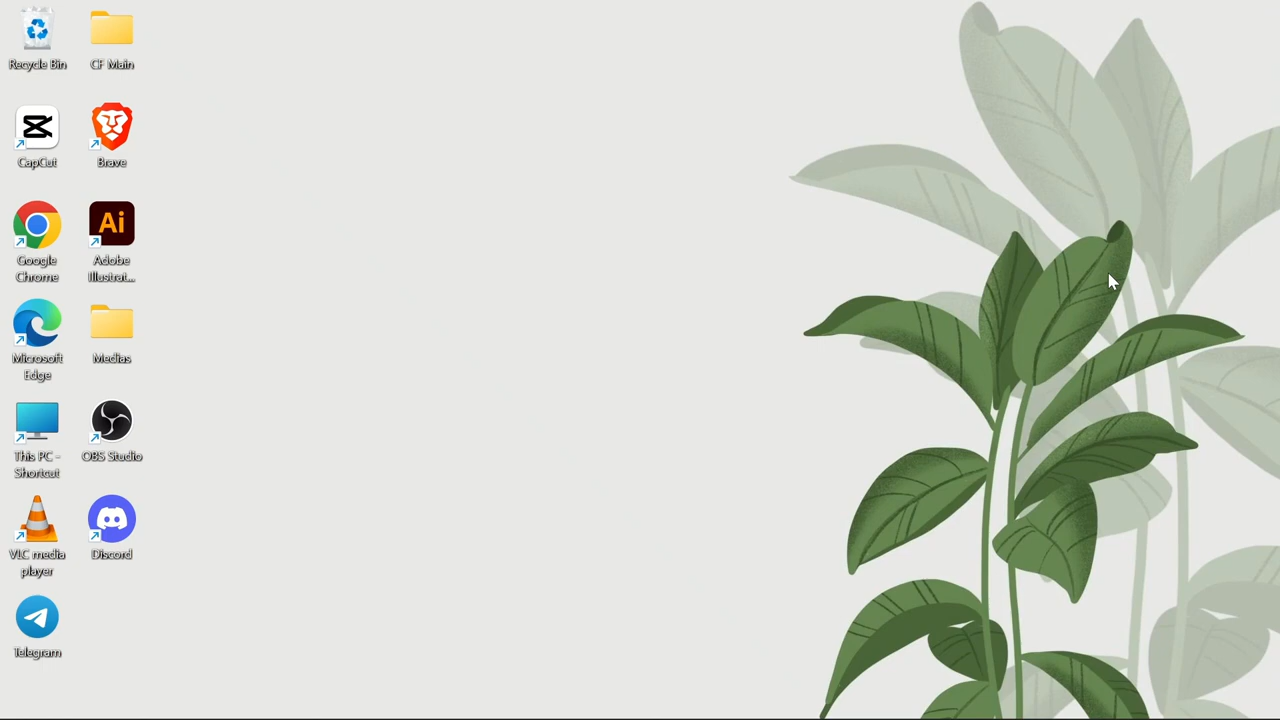 Recycle Bin
CF Main
CapCut
Brave
Google
Chrome
Ai
Adobe
Illustrat...
Microsoft
Edge
Medias
This PC -
Shortcut
OBS Studio
VLC media
player
Discord
Telegram